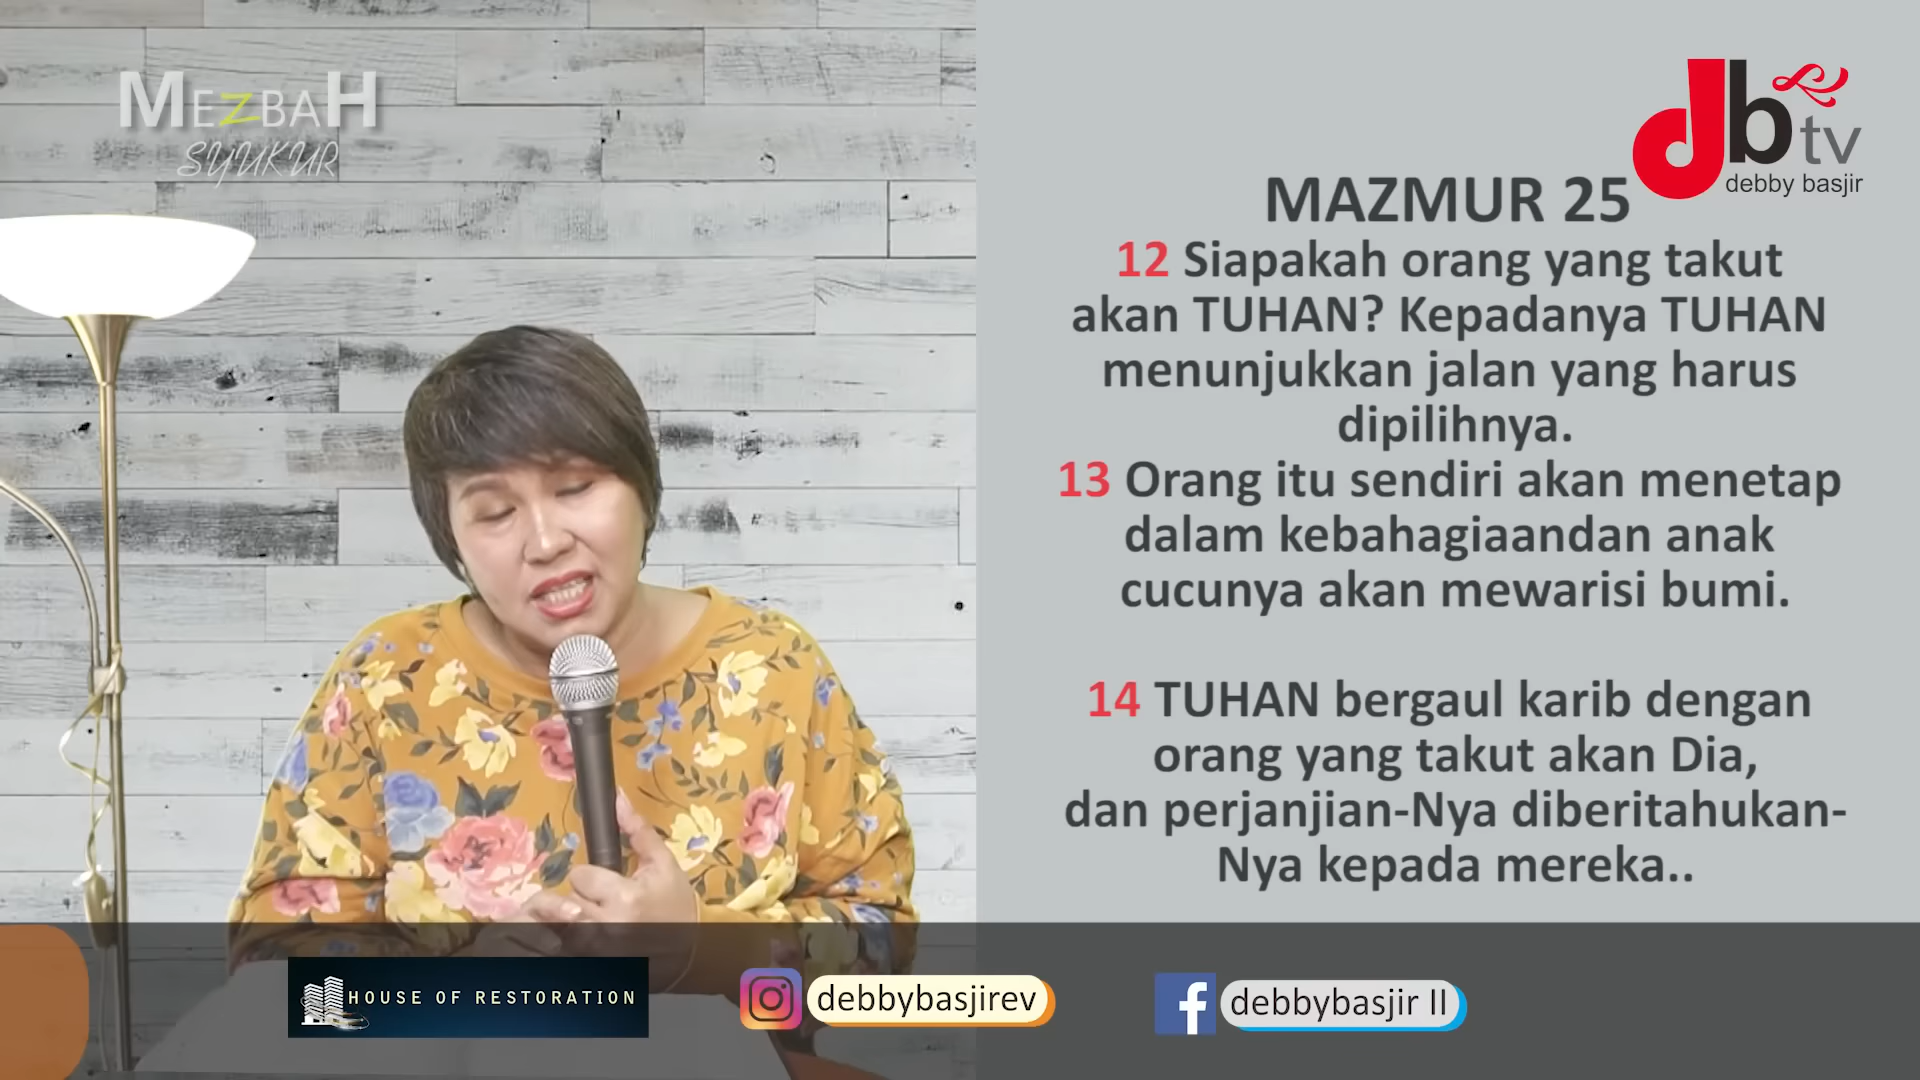 MEZBAH
SYUKUR
db tv
debby basjir
MAZMUR 25
12 Siapakah orang yang takut
akan TUHAN? Kepadanya TUHAN
menunjukkan jalan yang harus
dipilihnya.
13 Orang itu sendiri akan menetap
dalam kebahagiaandan anak
cucunya akan mewarisi bumi.
14 TUHAN bergaul karib dengan
orang yang takut akan Dia,
dan perjanjian-Nya diberitahukan-
Nya kepada mereka..
HOUSE OF RESTORATION
debbybasjirev
debbybasjir II